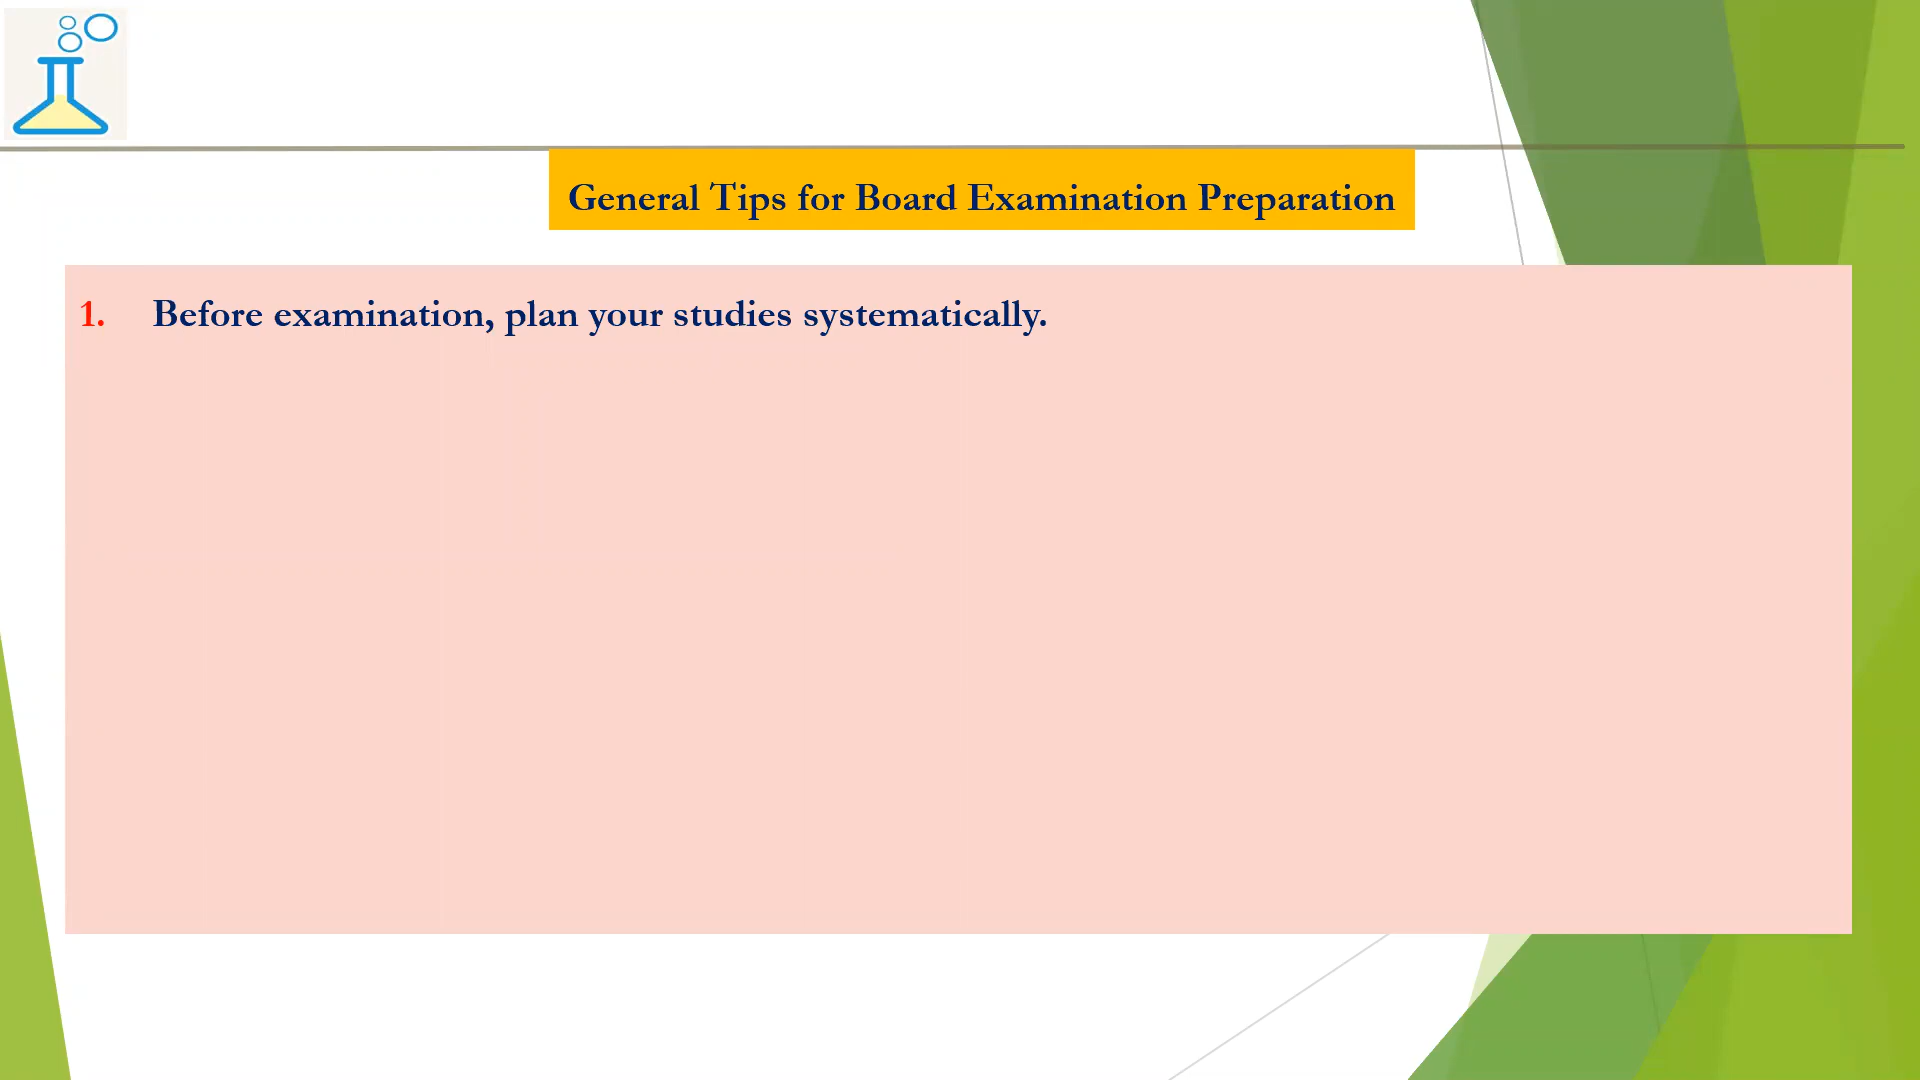 General Tips for Board Examination Preparation
1. Before examination, plan your studies systematically.